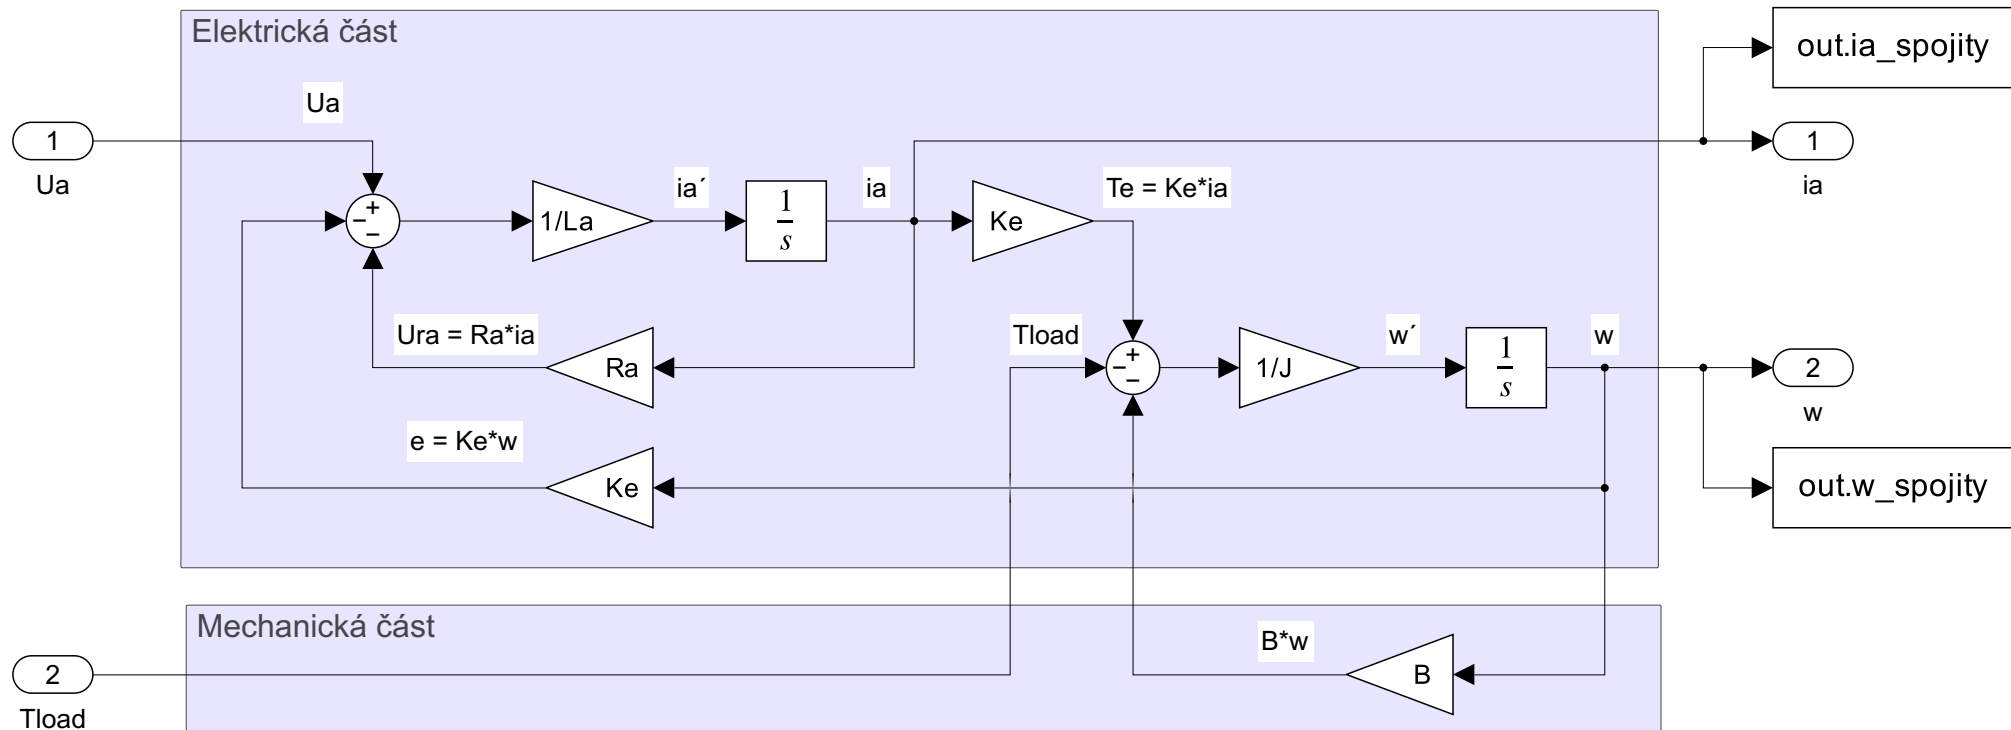 Elektrická část
out.ia_spojity
Ua
1
Ua
1
ia
+
−
−
1/La
ia´
1
s
ia
Ke
Te = Ke*ia
Ura = Ra*ia
Ra
Tload
+
−
−
1/J
w´
1
s
w
2
w
e = Ke*w
Ke
out.w_spojity
Mechanická část
B*w
B
2
Tload